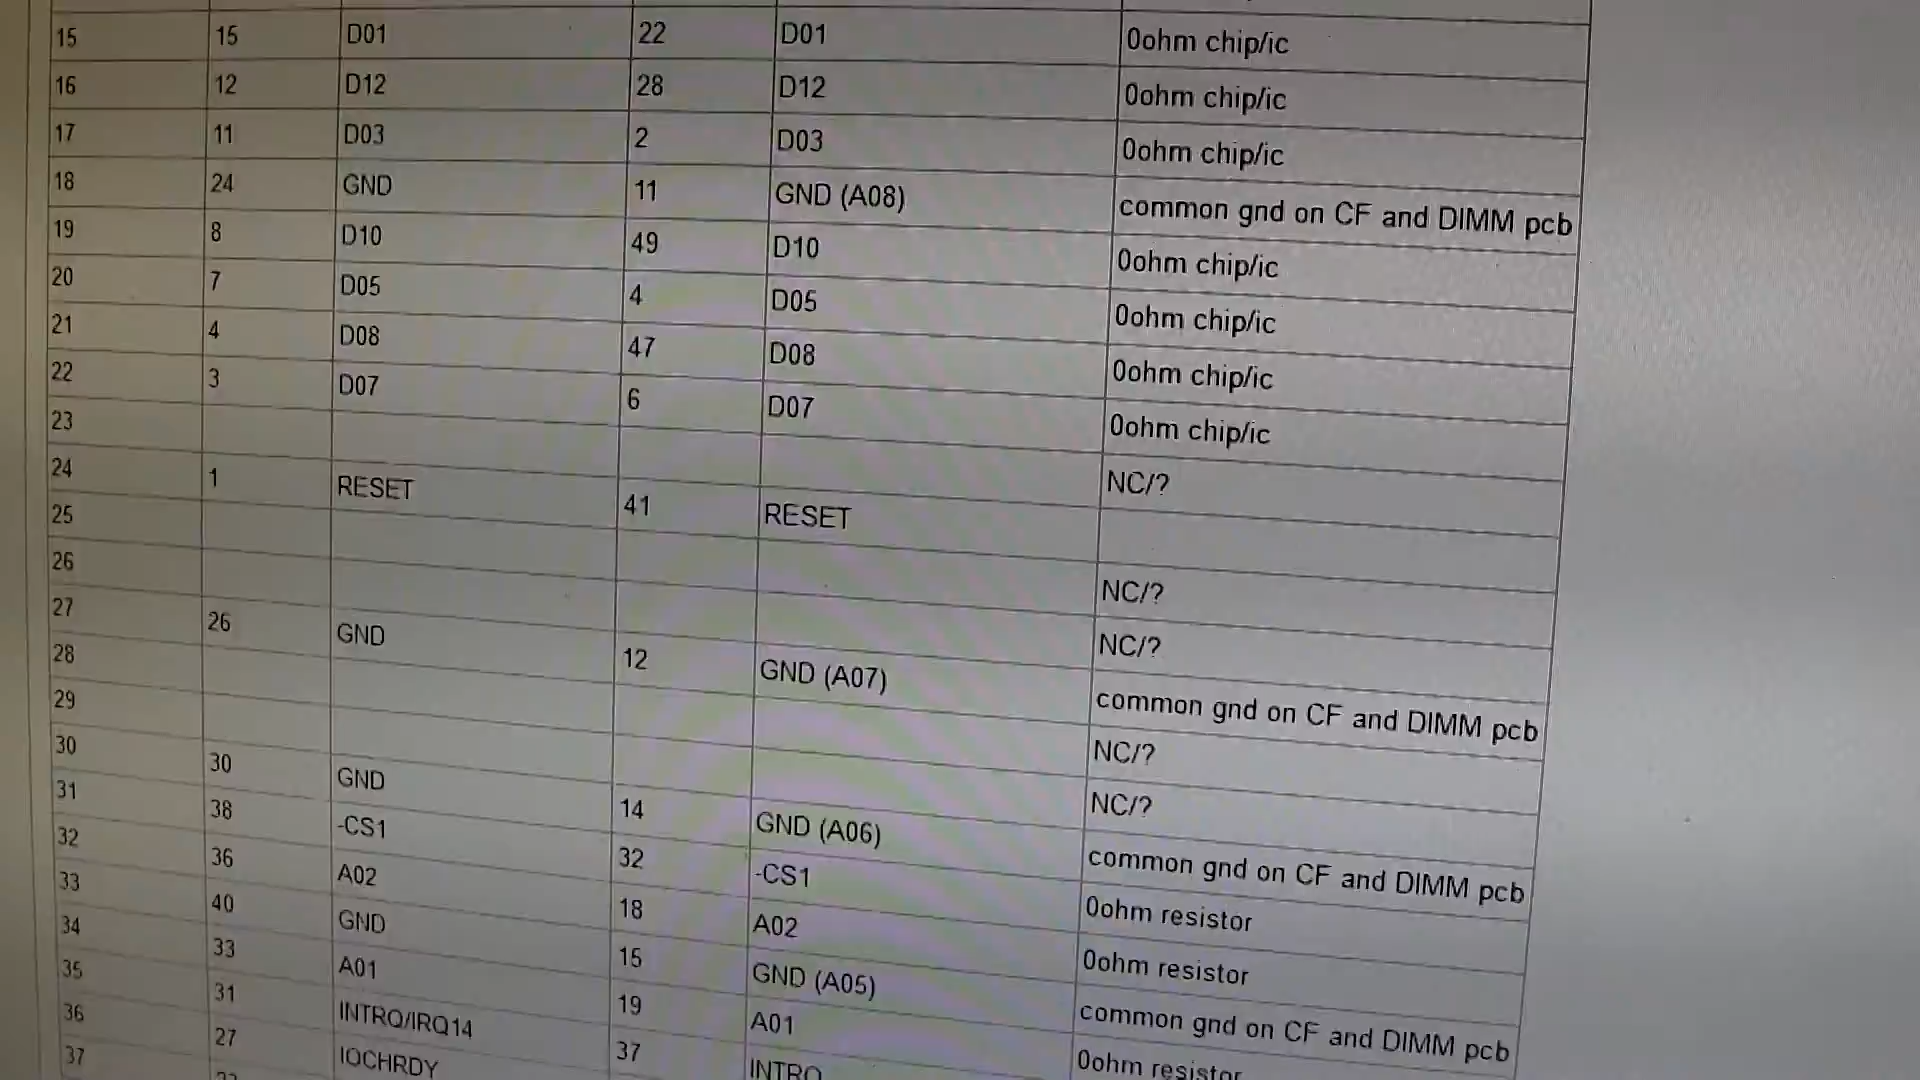 15 15 D01 22 D01 0ohm chip/ic
16 12 D12 28 D12 0ohm chip/ic
17 11 D03 2 D03 0ohm chip/ic
18 24 GND 11 GND (A08) common gnd on CF and DIMM pcb
19 8 D10 49 D10 0ohm chip/ic
20 7 D05 4 D05 0ohm chip/ic
21 4 D08 47 D08 0ohm chip/ic
22 3 D07 6 D07 0ohm chip/ic
23 NC/?
24 1 RESET 41 RESET
25 NC/?
26 NC/?
27 26 GND 12 GND (A07) common gnd on CF and DIMM pcb
28 NC/?
29 NC/?
30 30 GND 14 GND (A06) common gnd on CF and DIMM pcb
31 38 -CS1 32 -CS1 0ohm resistor
32 36 A02 18 A02 0ohm resistor
33 40 GND 15 GND (A05) common gnd on CF and DIMM pcb
34 33 A01 19 A01 0ohm resistor
35 31 INTRQ/IRQ14 37 INTRQ
36 27 IOCHRDY
37